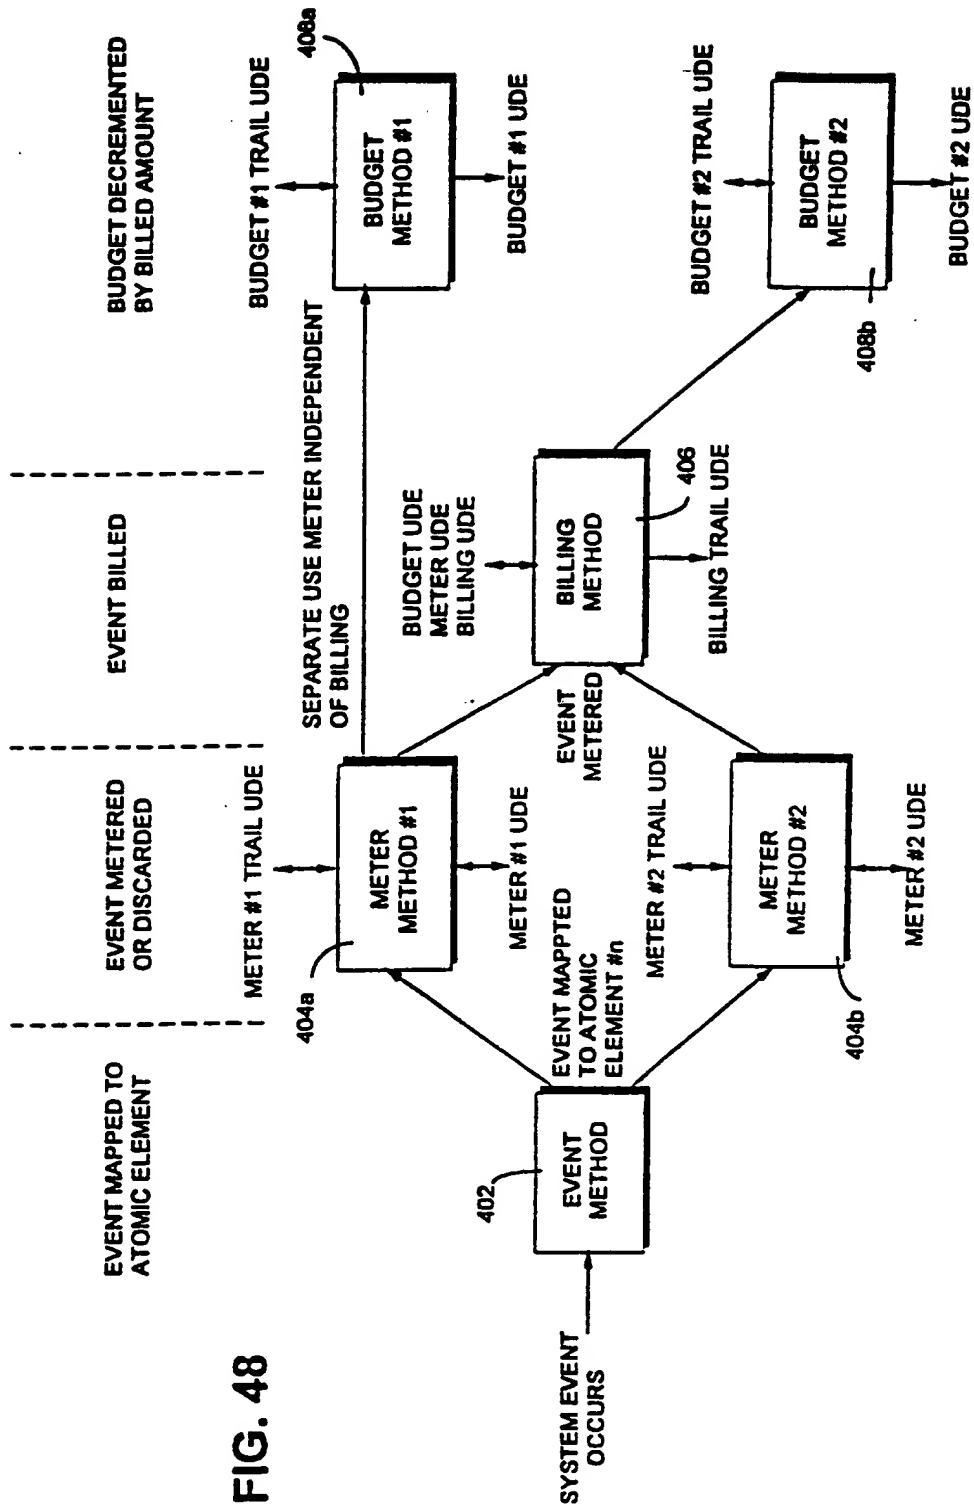 FIG. 48
EVENT MAPPED TO
ATOMIC ELEMENT
EVENT METERED
OR DISCARDED
EVENT BILLED
BUDGET DECREMENTED
BY BILLED AMOUNT
SYSTEM EVENT
OCCURS
402
EVENT
METHOD
EVENT MAPPTED
TO ATOMIC
ELEMENT #n
METER #1 TRAIL UDE
404a
METER
METHOD #1
METER #1 UDE
METER #2 TRAIL UDE
METER
METHOD #2
404b
METER #2 UDE
SEPARATE USE METER INDEPENDENT
OF BILLING
EVENT
METERED
BUDGET UDE
METER UDE
BILLING UDE
BILLING
METHOD
406
BILLING TRAIL UDE
BUDGET #1 TRAIL UDE
408a
BUDGET
METHOD #1
BUDGET #1 UDE
BUDGET #2 TRAIL UDE
BUDGET
METHOD #2
408b
BUDGET #2 UDE